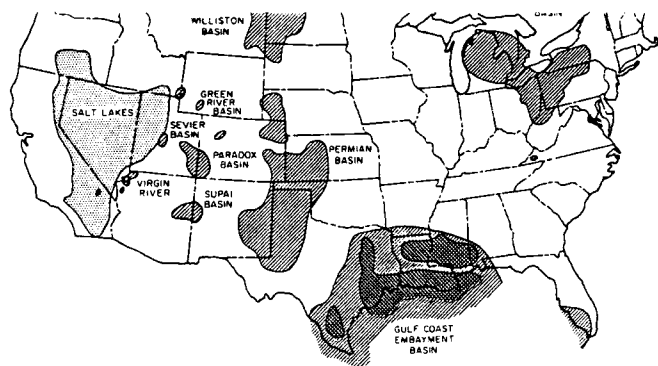 WILLISTON
BASIN
GREEN
RIVER
BASIN
SALT LAKES
SEVIER
BASIN
PARADOX
BASIN
PERMIAN
BASIN
VIRGIN
RIVER
SUPAI
BASIN
GULF COAST
EMBAYMENT
BASIN